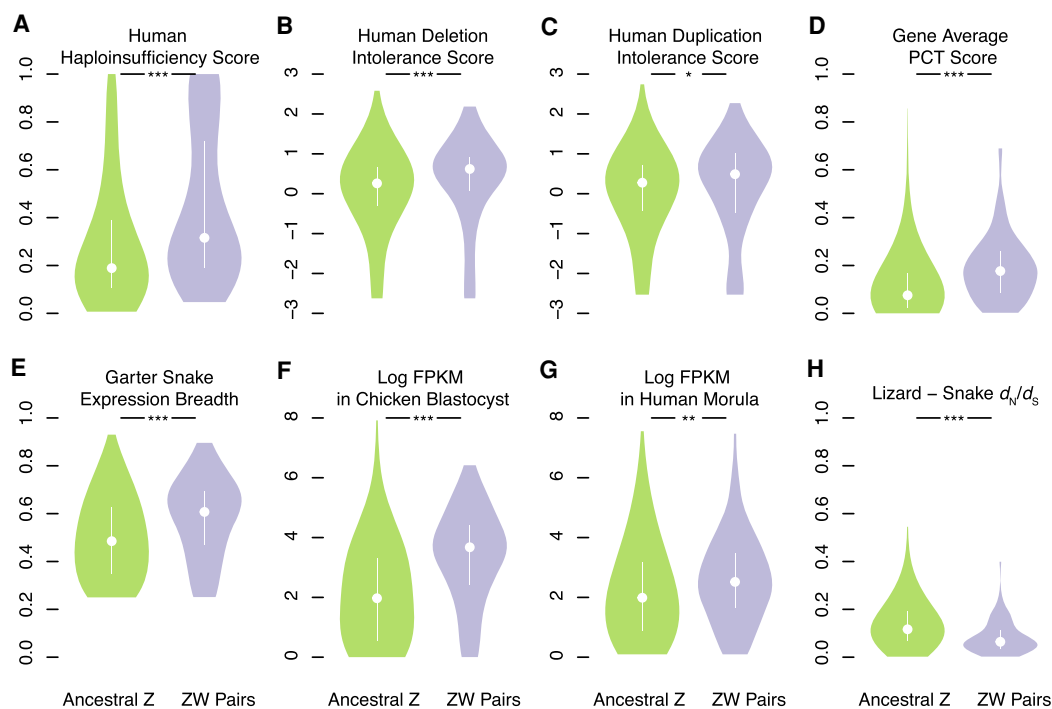 A
Human
Haploinsufficiency Score
***
1.0
0.8
0.6
0.4
0.2
0.0
B
Human Deletion
Intolerance Score
***
3
2
1
0
−1
−2
−3
C
Human Duplication
Intolerance Score
*
3
2
1
0
−1
−2
−3
D
Gene Average
PCT Score
***
1.0
0.8
0.6
0.4
0.2
0.0
E
Garter Snake
Expression Breadth
***
1.0
0.8
0.6
0.4
0.2
0.0
F
Log FPKM
in Chicken Blastocyst
***
8
6
4
2
0
G
Log FPKM
in Human Morula
**
8
6
4
2
0
H
Lizard − Snake dN/dS
***
1.0
0.8
0.6
0.4
0.2
0.0
Ancestral Z ZW Pairs
Ancestral Z ZW Pairs
Ancestral Z ZW Pairs
Ancestral Z ZW Pairs